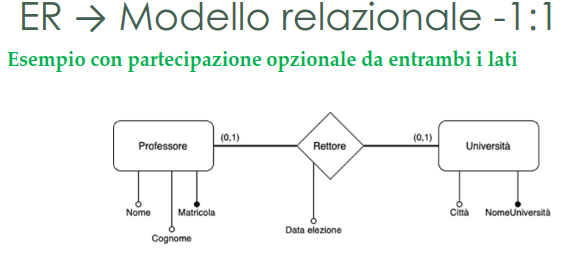 ER → Modello relazionale -1:1
Esempio con partecipazione opzionale da entrambi i lati
(0,1) (0,1)
Professore Rettore Università
Nome Matricola Città NomeUniversità
Data elezione
Cognome